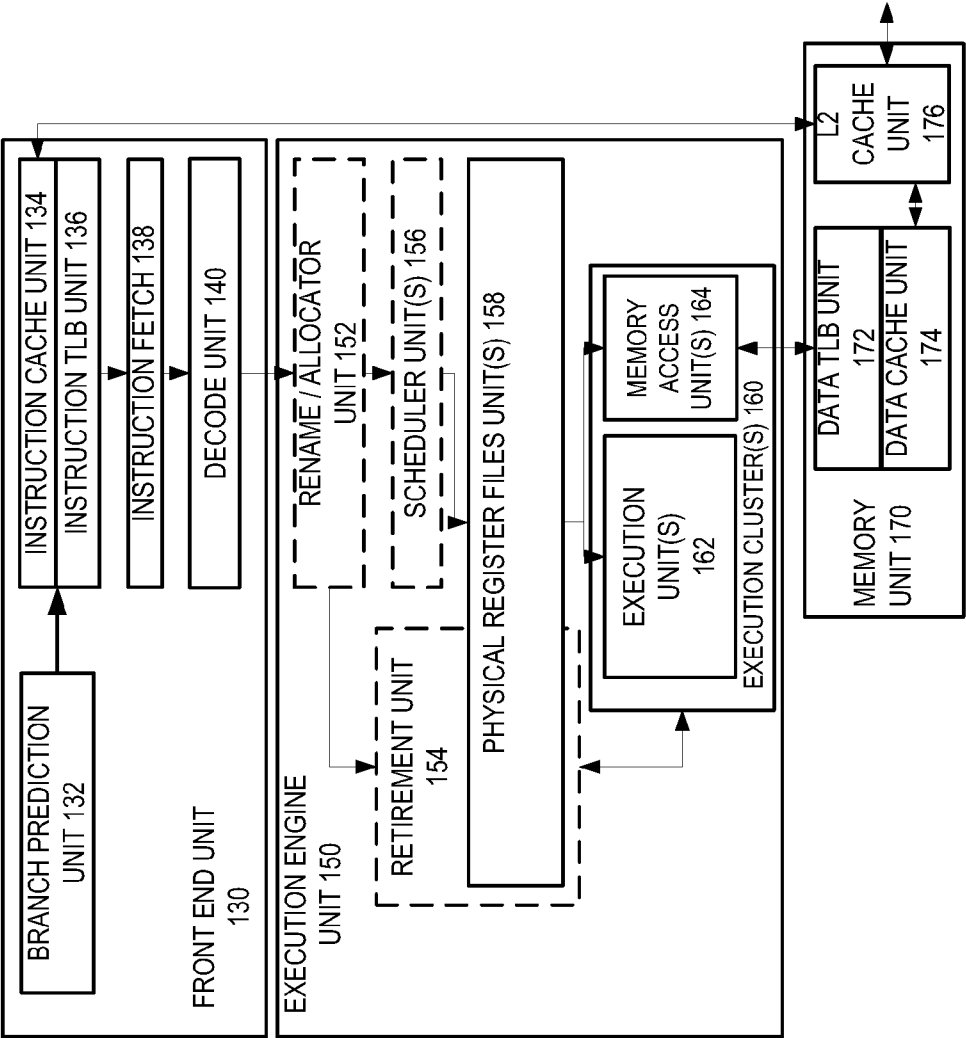 BRANCH PREDICTION
UNIT 132
INSTRUCTION CACHE UNIT 134
INSTRUCTION TLB UNIT 136
INSTRUCTION FETCH 138
DECODE UNIT 140
FRONT END UNIT
130
EXECUTION ENGINE
UNIT 150
RENAME / ALLOCATOR
UNIT 152
SCHEDULER UNIT(S) 156
RETIREMENT UNIT
154
PHYSICAL REGISTER FILES UNIT(S) 158
EXECUTION
UNIT(S)
162
MEMORY
ACCESS
UNIT(S) 164
EXECUTION CLUSTER(S) 160
MEMORY
UNIT 170
DATA TLB UNIT
172
DATA CACHE UNIT
174
L2
CACHE
UNIT
176